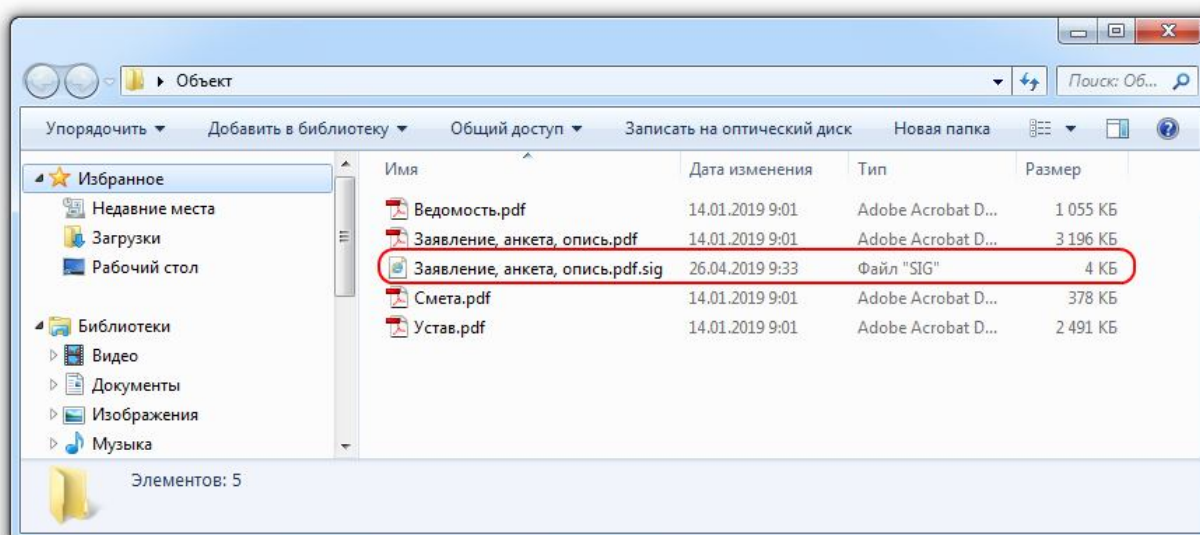 Объект
Поиск: Об...
Упорядочить Добавить в библиотеку Общий доступ Записать на оптический диск Новая папка
Избранное
Недавние места
Загрузки
Рабочий стол
Библиотеки
Видео
Документы
Изображения
Музыка
Имя Дата изменения Тип Размер
Ведомость.pdf 14.01.2019 9:01 Adobe Acrobat D... 1 055 КБ
Заявление, анкета, опись.pdf 14.01.2019 9:01 Adobe Acrobat D... 3 196 КБ
Заявление, анкета, опись.pdf.sig 26.04.2019 9:33 Файл "SIG" 4 КБ
Смета.pdf 14.01.2019 9:01 Adobe Acrobat D... 378 КБ
Устав.pdf 14.01.2019 9:01 Adobe Acrobat D... 2 491 КБ
Элементов: 5